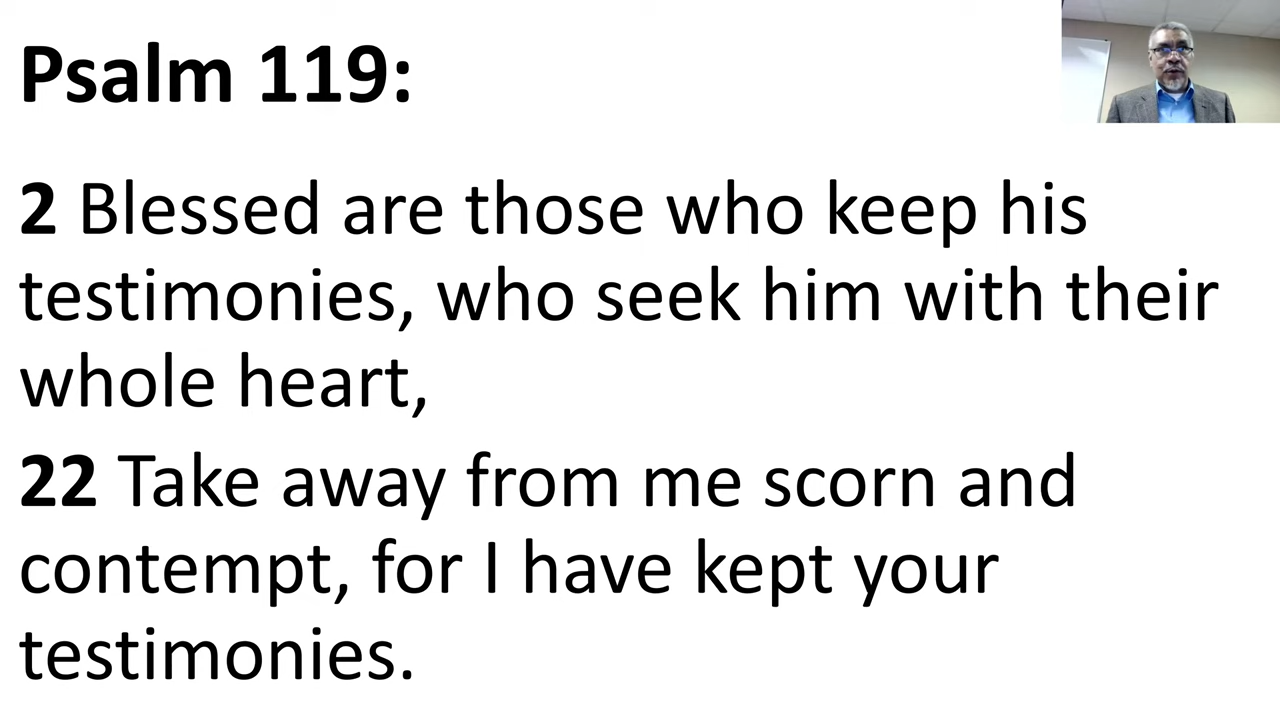 Psalm 119:
2 Blessed are those who keep his
testimonies, who seek him with their
whole heart,
22 Take away from me scorn and
contempt, for I have kept your
testimonies.